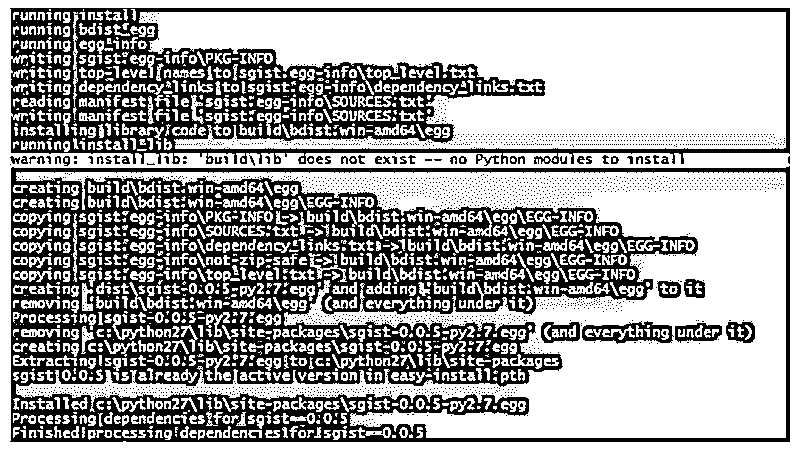 running install
running bdist_egg
running egg_info
writing sgist.egg-info\PKG-INFO
writing top-level names to sgist.egg-info\top_level.txt
writing dependency_links to sgist.egg-info\dependency_links.txt
reading manifest file 'sgist.egg-info\SOURCES.txt'
writing manifest file 'sgist.egg-info\SOURCES.txt'
installing library code to build\bdist.win-amd64\egg
running install_lib
warning: install_lib: 'build\lib' does not exist -- no Python modules to install
creating build\bdist.win-amd64\egg
creating build\bdist.win-amd64\egg\EGG-INFO
copying sgist.egg-info\PKG-INFO -> build\bdist.win-amd64\egg\EGG-INFO
copying sgist.egg-info\SOURCES.txt -> build\bdist.win-amd64\egg\EGG-INFO
copying sgist.egg-info\dependency_links.txt -> build\bdist.win-amd64\egg\EGG-INFO
copying sgist.egg-info\not-zip-safe -> build\bdist.win-amd64\egg\EGG-INFO
copying sgist.egg-info\top_level.txt -> build\bdist.win-amd64\egg\EGG-INFO
creating 'dist\sgist-0.0.5-py2.7.egg' and adding 'build\bdist.win-amd64\egg' to it
removing 'build\bdist.win-amd64\egg' (and everything under it)
Processing sgist-0.0.5-py2.7.egg
removing 'c:\python27\lib\site-packages\sgist-0.0.5-py2.7.egg' (and everything under it)
creating c:\python27\lib\site-packages\sgist-0.0.5-py2.7.egg
Extracting sgist-0.0.5-py2.7.egg to c:\python27\lib\site-packages
sgist 0.0.5 is already the active version in easy-install.pth
Installed c:\python27\lib\site-packages\sgist-0.0.5-py2.7.egg
Processing dependencies for sgist==0.0.5
Finished processing dependencies for sgist==0.0.5